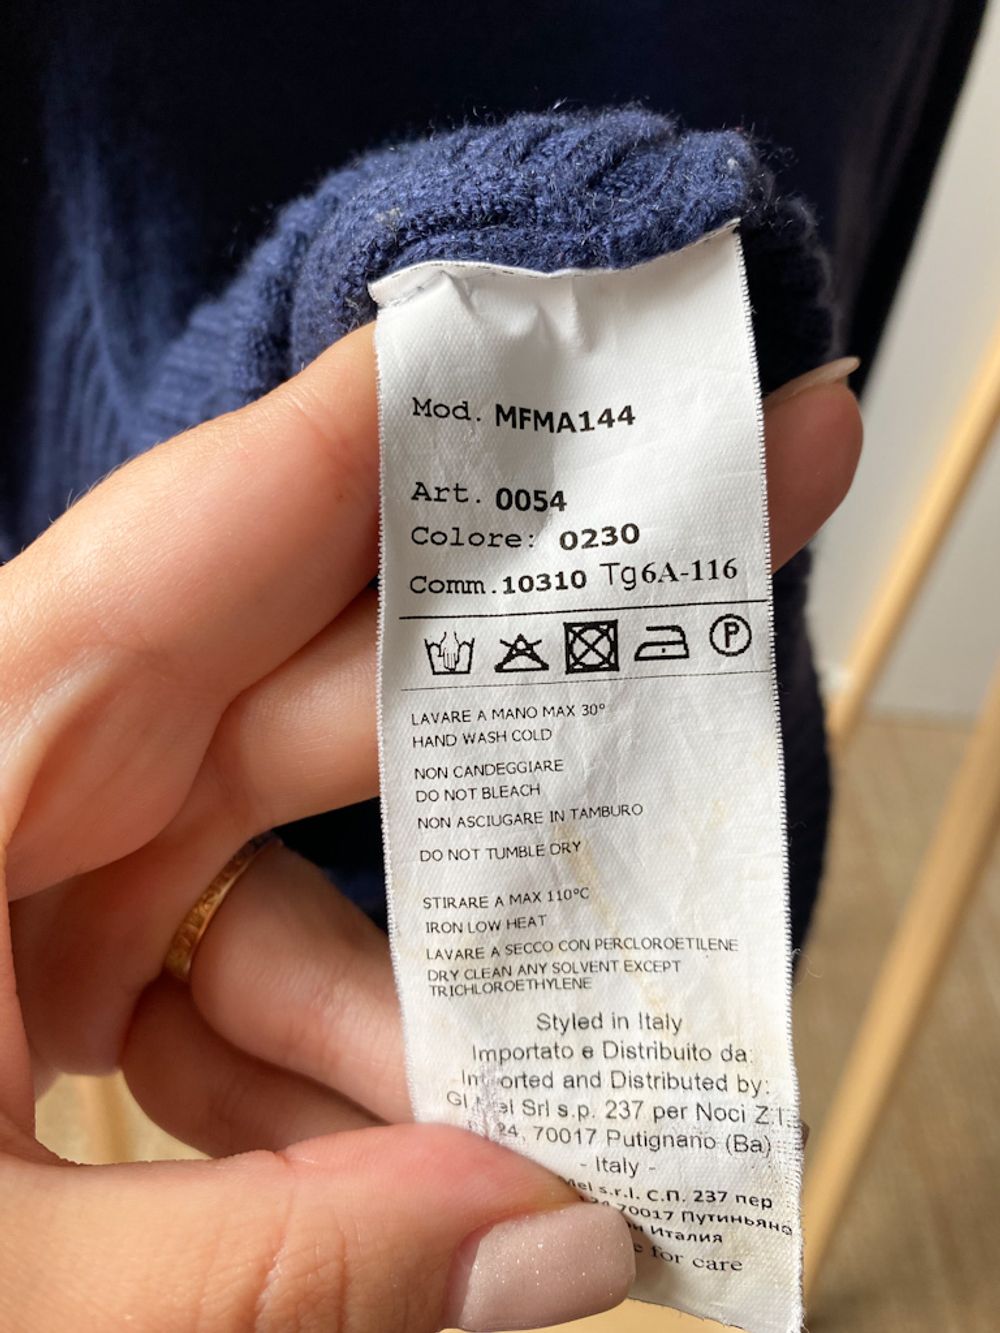 Mod. MFMA144
Art. 0054
Colore: 0230
Comm.10310 Tg6A-116
P
LAVARE A MANO MAX 30°
HAND WASH COLD
NON CANDEGGIARE
DO NOT BLEACH
NON ASCIUGARE IN TAMBURO
DO NOT TUMBLE DRY
STIRARE A MAX 110°C
IRON LOW HEAT
LAVARE A SECCO CON PERCLOROETILENE
DRY CLEAN ANY SOLVENT EXCEPT
TRICHLOROETHYLENE
Styled in Italy
Importato e Distribuito da:
Imported and Distributed by:
Srl s.p. 237 per Noci Z.I.
24, 70017 Putignano (Ba)
- Italy -
s.r.l. С.П. 237 пер
70017 Путиньяно
Италия
for care